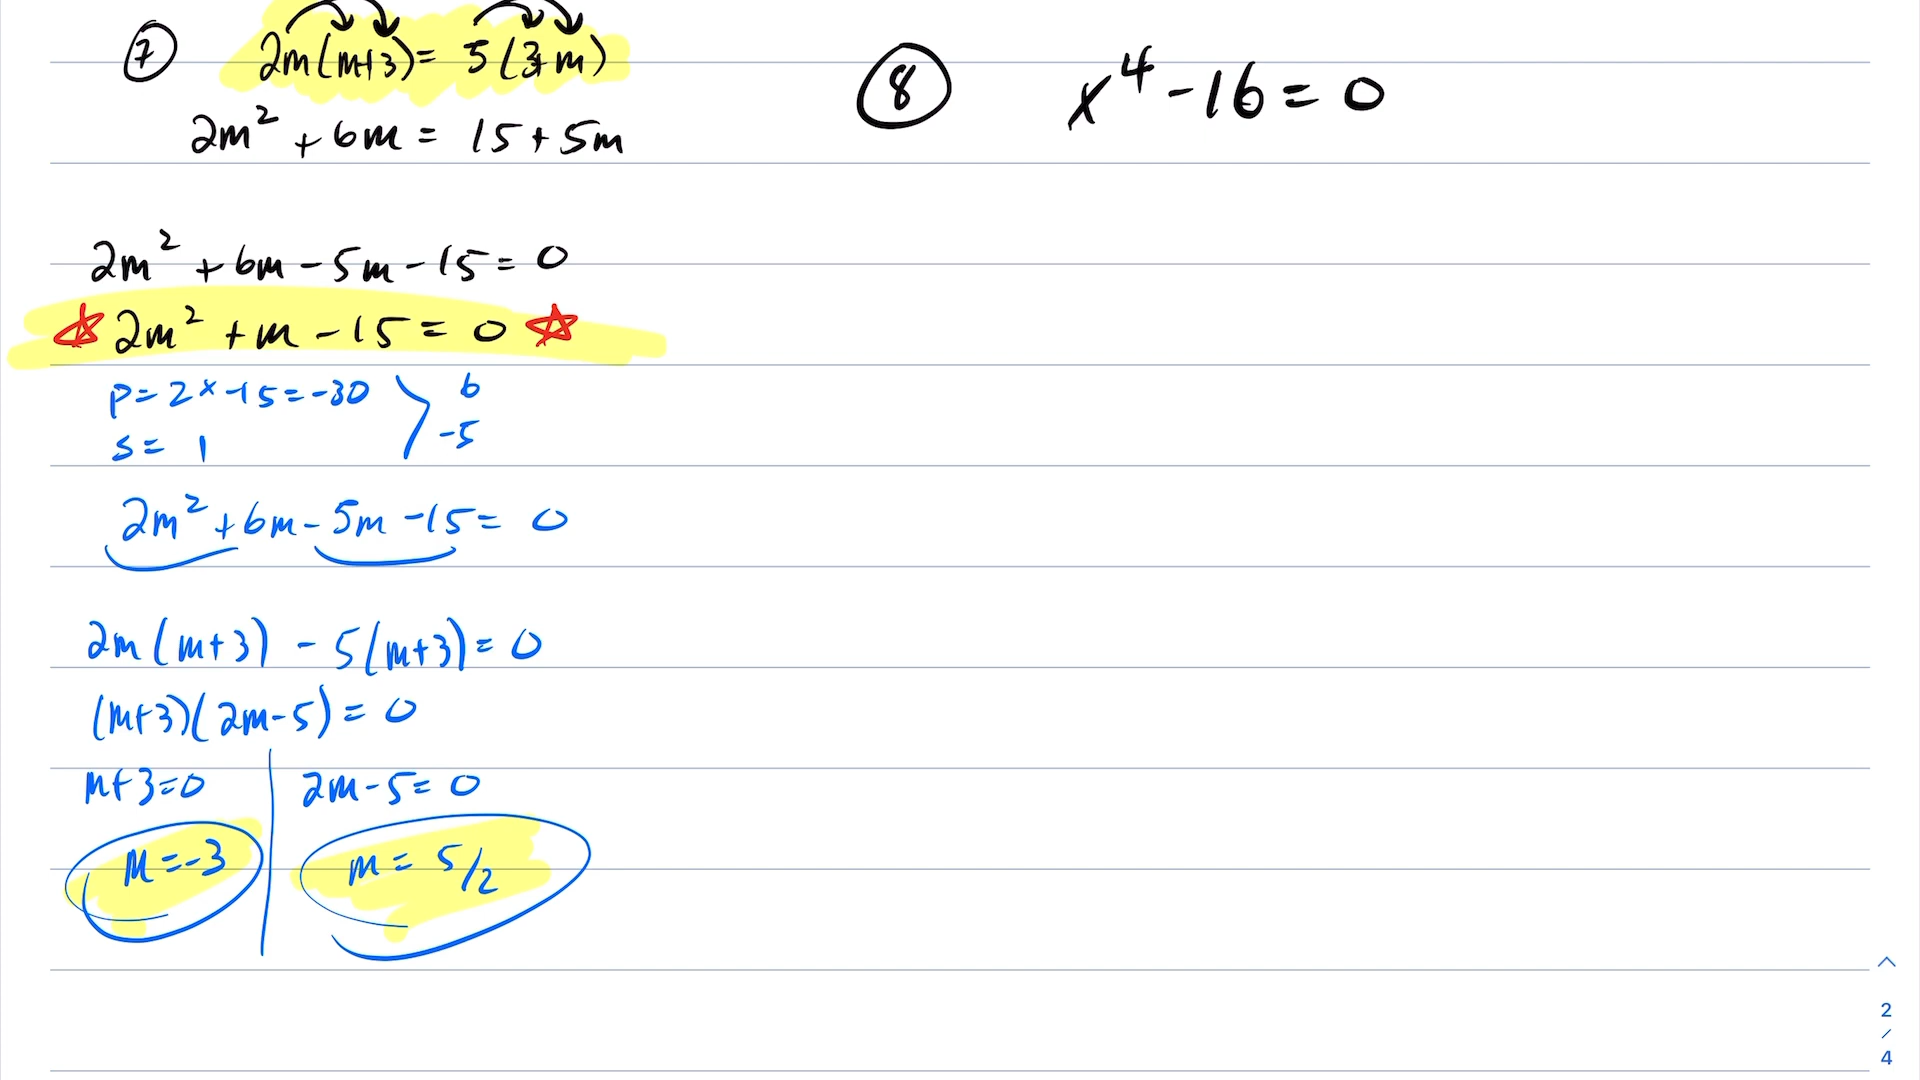 ⑦ 2m(m+3) = 5(3+m)
2m² + 6m = 15 + 5m
2m² + 6m - 5m - 15 = 0
☆ 2m² + m - 15 = 0 ☆
P = 2 × -15 = -30 6
S = 1 -5
2m² + 6m - 5m - 15 = 0
2m(m+3) - 5(m+3) = 0
(m+3)(2m-5) = 0
m+3=0 2m-5=0
m=-3 m = 5/2
⑧ x⁴ - 16 = 0
2
/
4